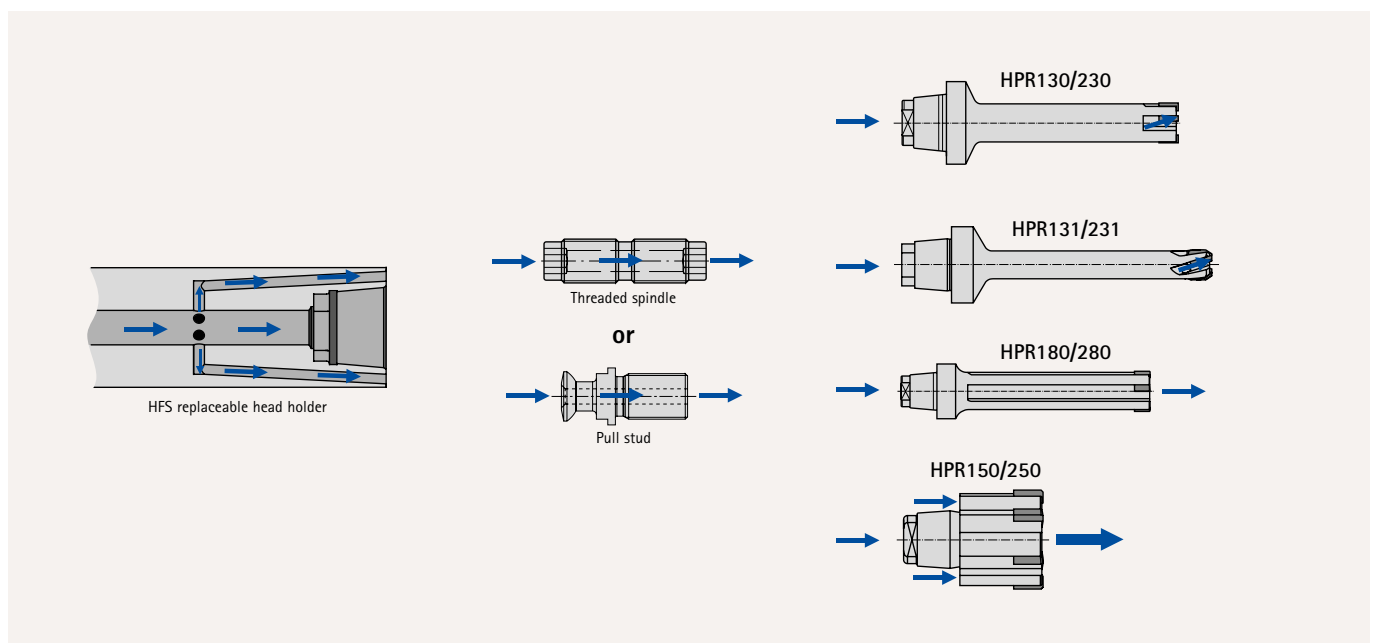 HPR130/230
HPR131/231
Threaded spindle
or
HPR180/280
HFS replaceable head holder
Pull stud
HPR150/250